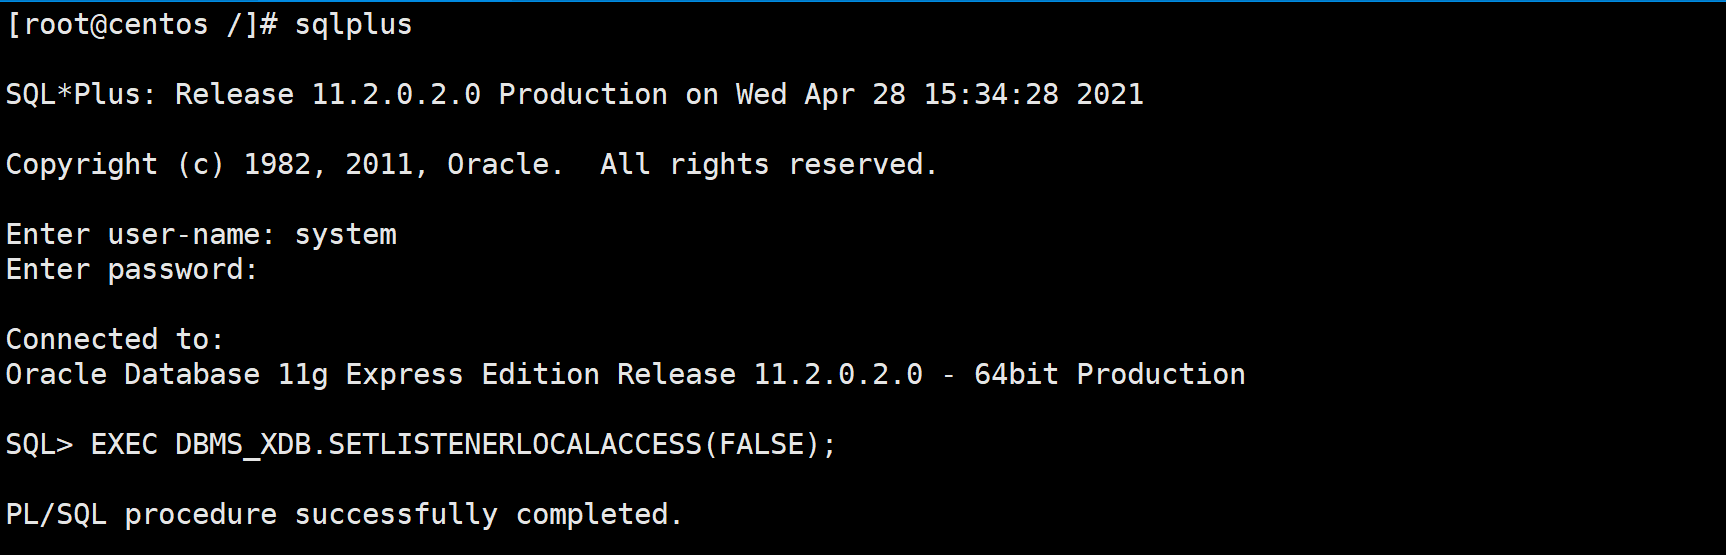 [root@centos /]# sqlplus
SQL*Plus: Release 11.2.0.2.0 Production on Wed Apr 28 15:34:28 2021
Copyright (c) 1982, 2011, Oracle.  All rights reserved.
Enter user-name: system
Enter password:
Connected to:
Oracle Database 11g Express Edition Release 11.2.0.2.0 - 64bit Production
SQL> EXEC DBMS_XDB.SETLISTENERLOCALACCESS(FALSE);
PL/SQL procedure successfully completed.